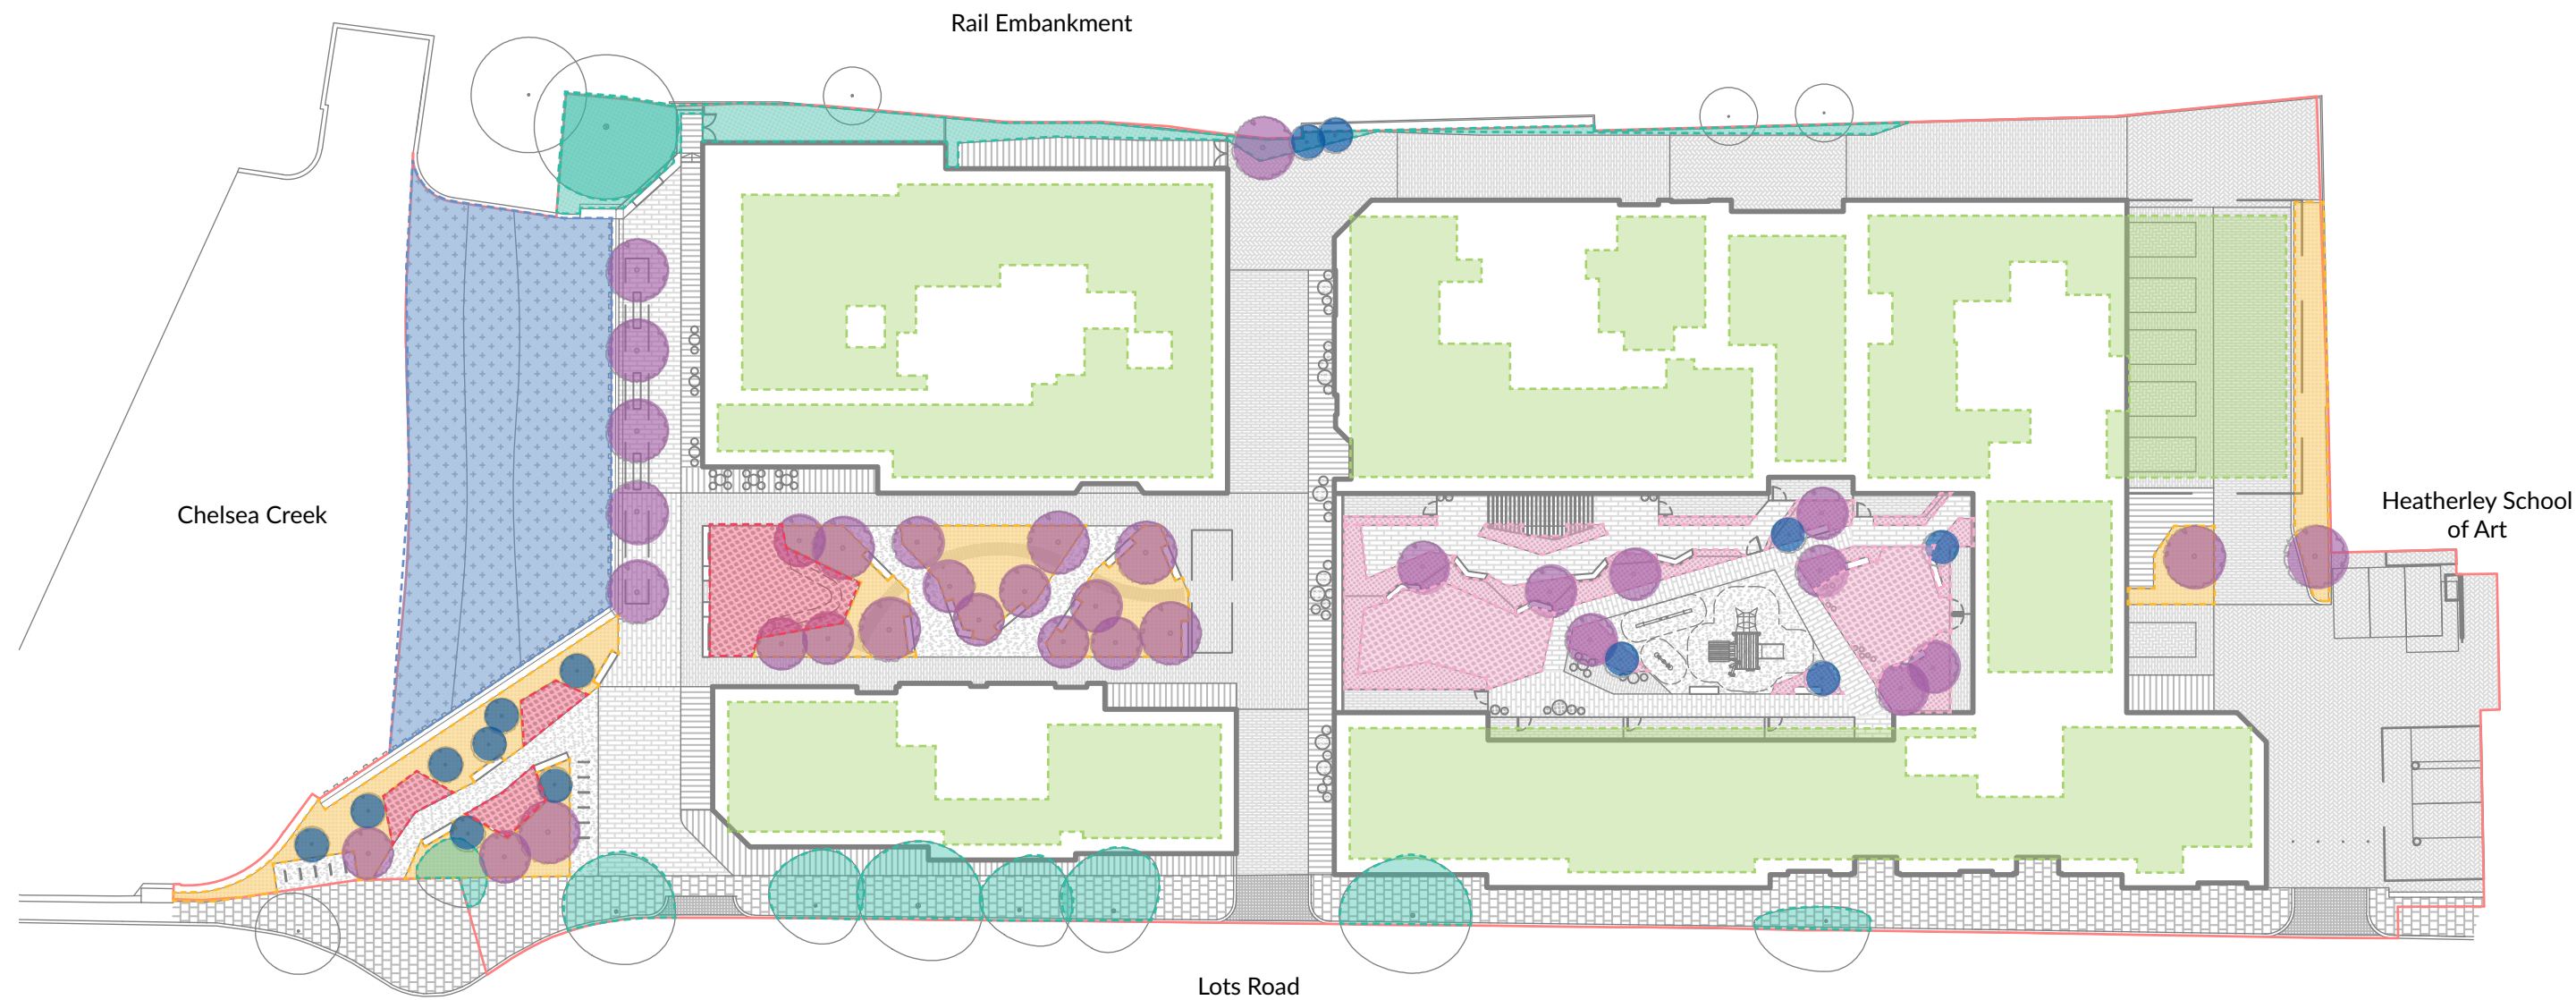 Rail Embankment
Chelsea Creek
Heatherley School
of Art
Lots Road